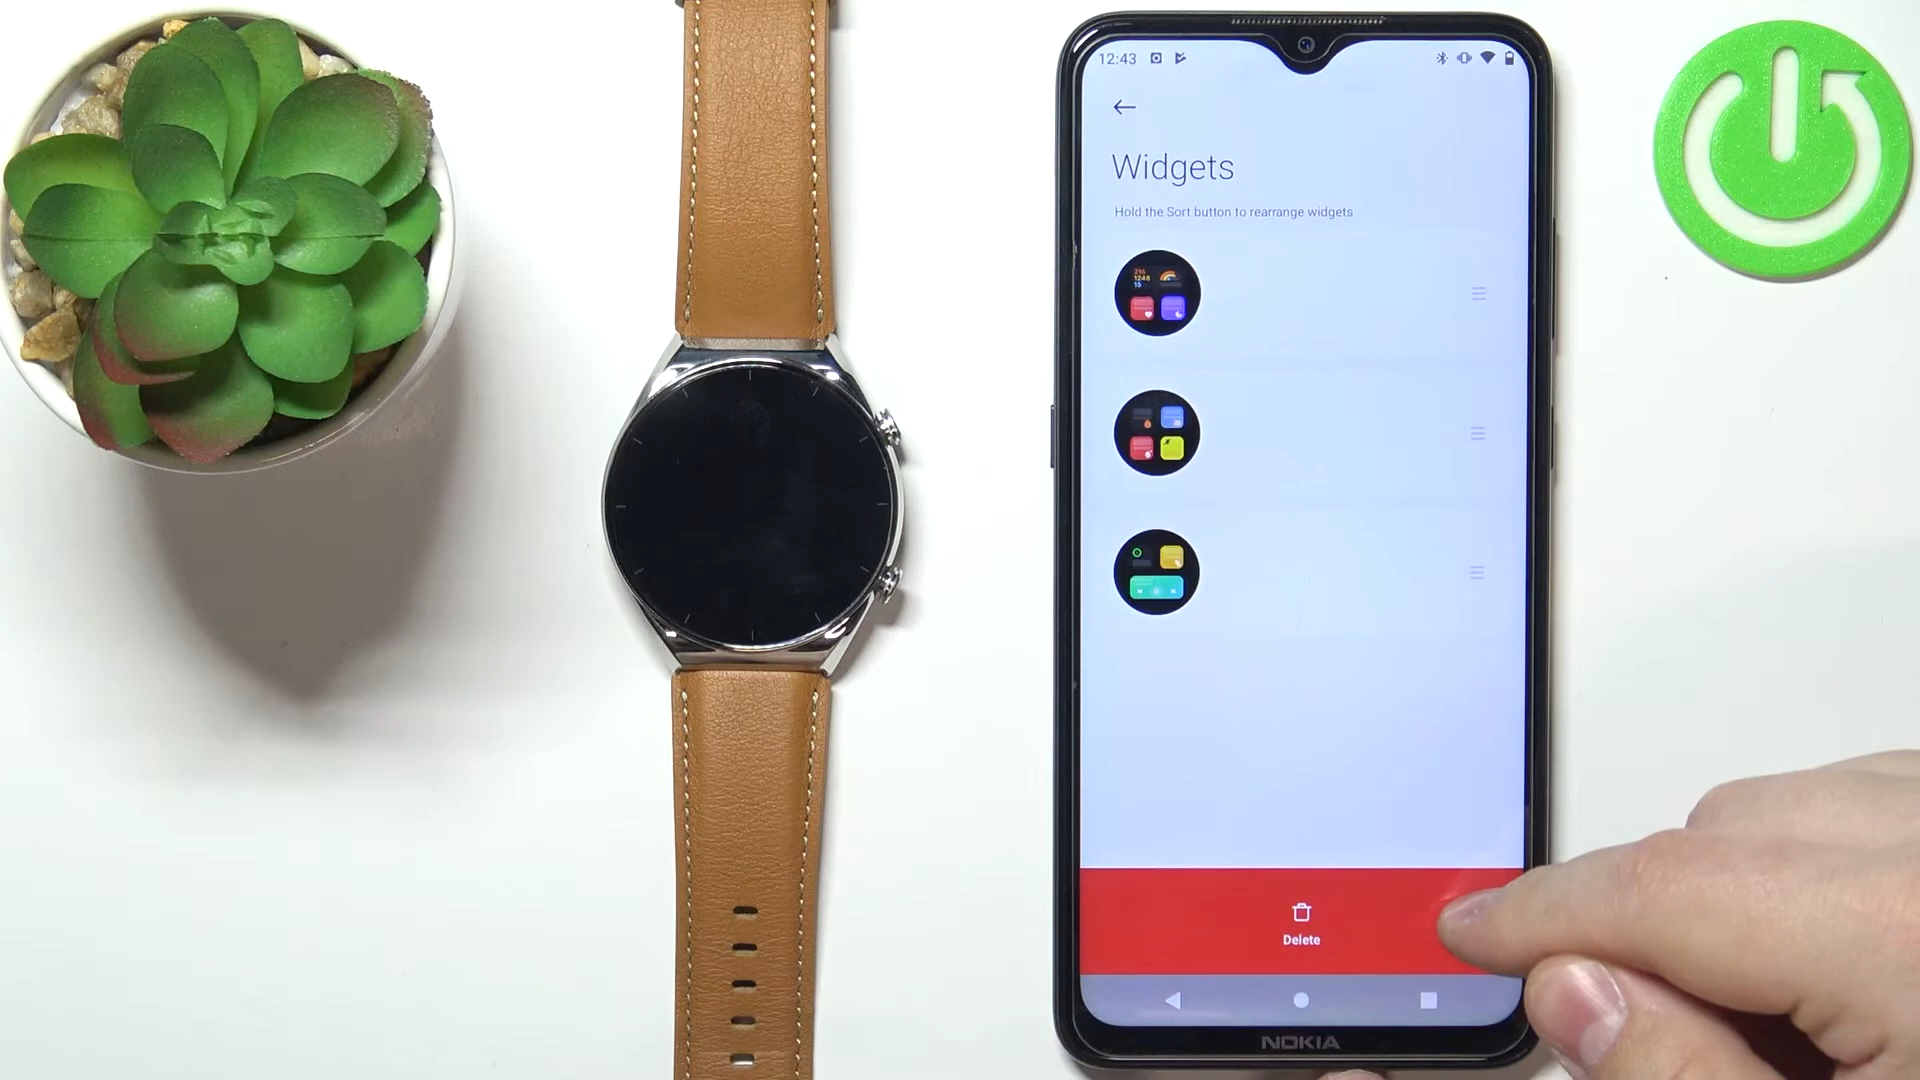 12:43
Widgets
Hold the Sort button to rearrange widgets
Delete
NOKIA